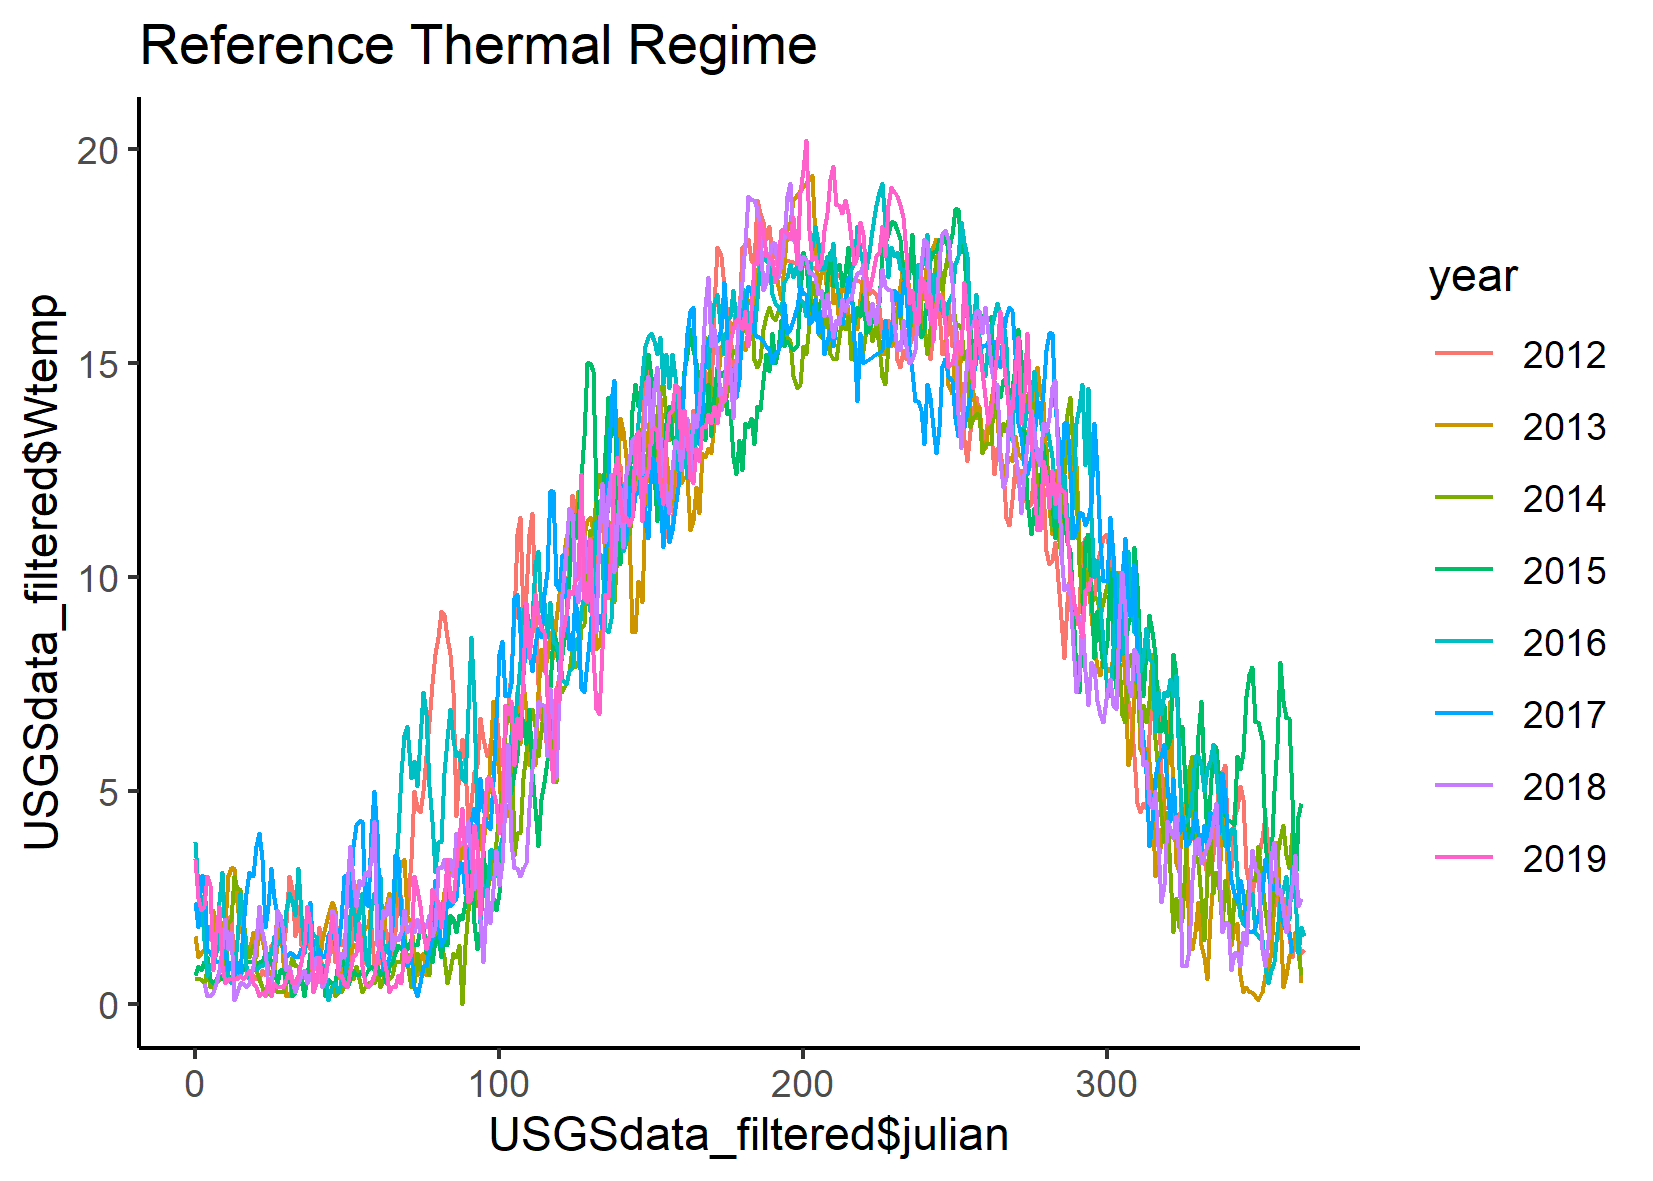 Reference Thermal Regime
USGSdata_filtered$Wtemp
20
15
10
5
0
0 100 200 300
USGSdata_filtered$julian
year
2012
2013
2014
2015
2016
2017
2018
2019